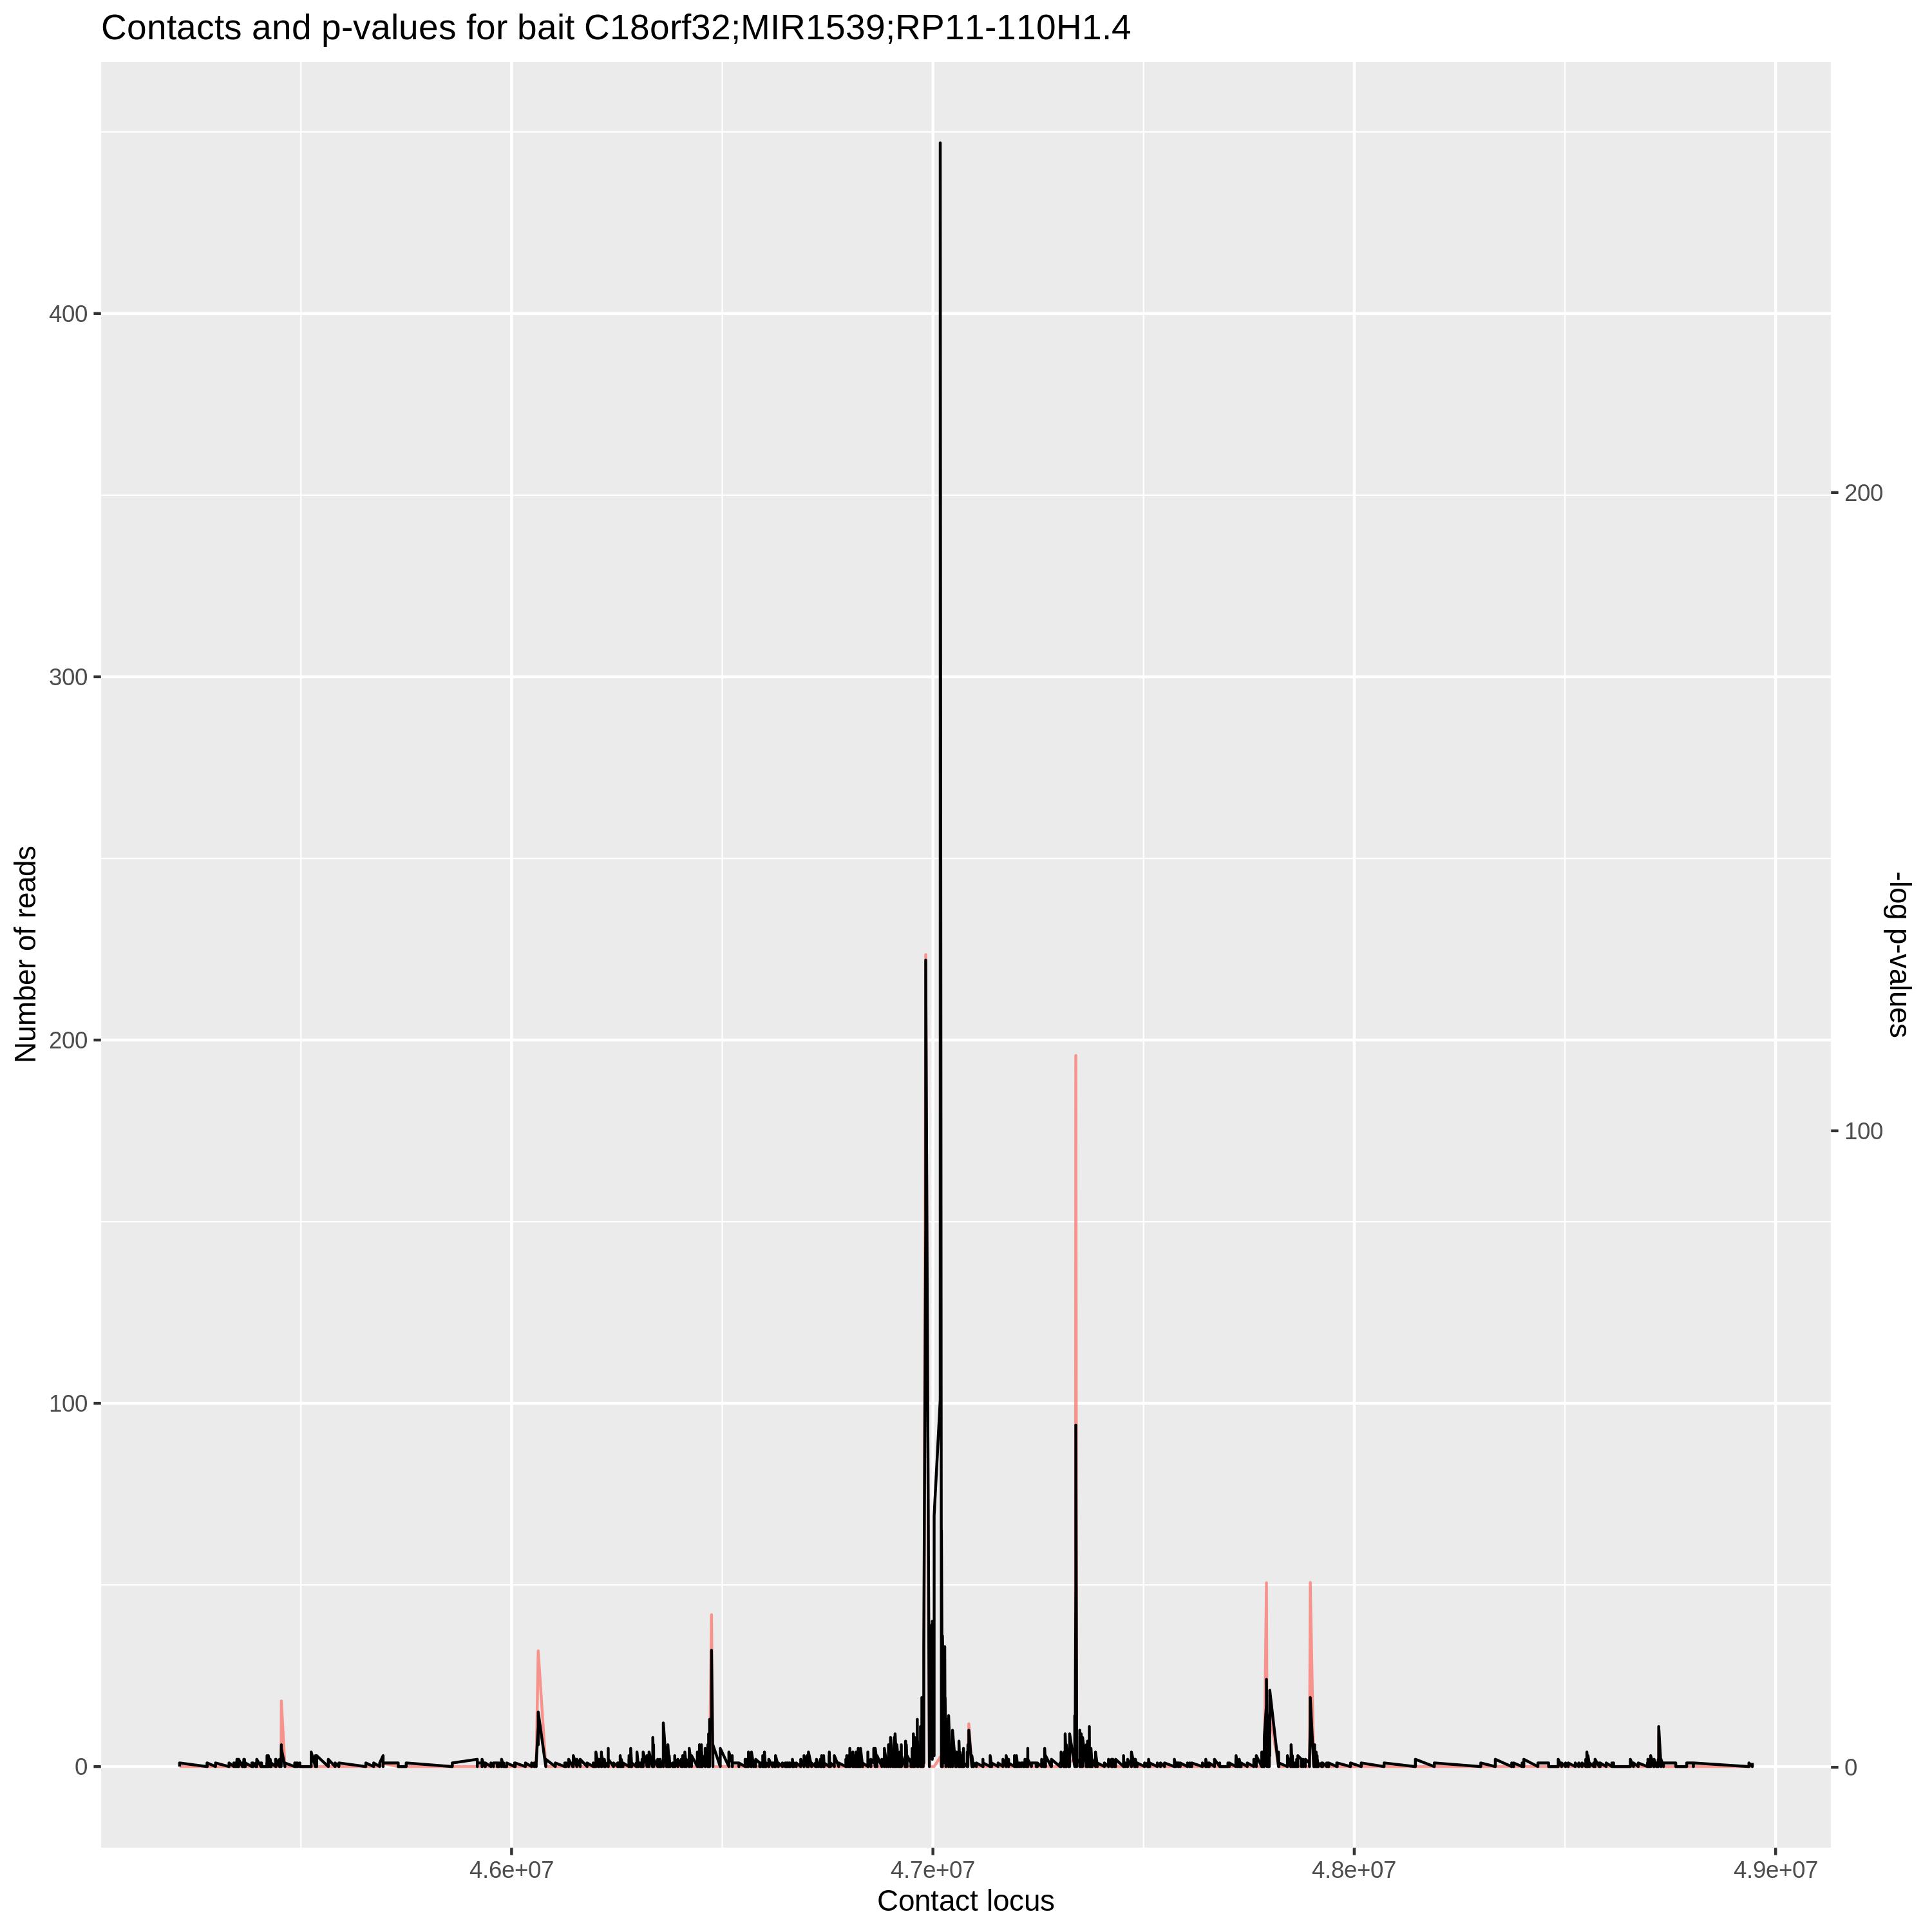 Contacts and p-values for bait C18orf32;MIR1539;RP11-110H1.4
Number of reads
400
300
200
100
0
200
100
0
-log p-values
4.6e+07
4.7e+07
4.8e+07
4.9e+07
Contact locus